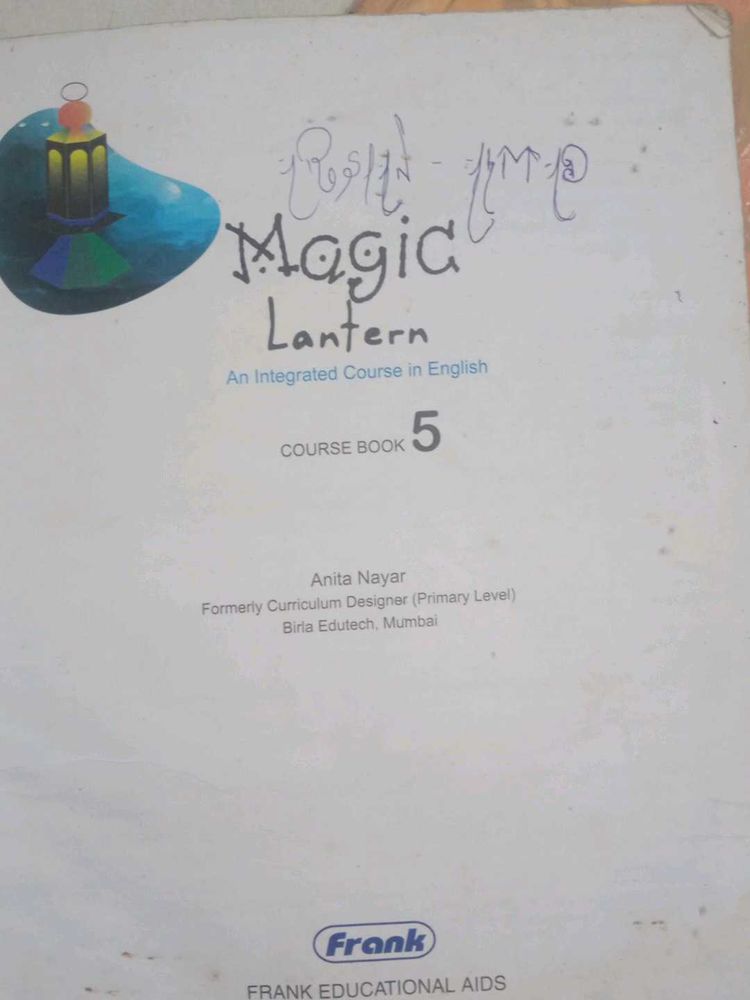 Magic
Lantern
An Integrated Course in English
COURSE BOOK 5
Anita Nayar
Formerly Curriculum Designer (Primary Level)
Birla Edutech, Mumbai
Frank
FRANK EDUCATIONAL AIDS